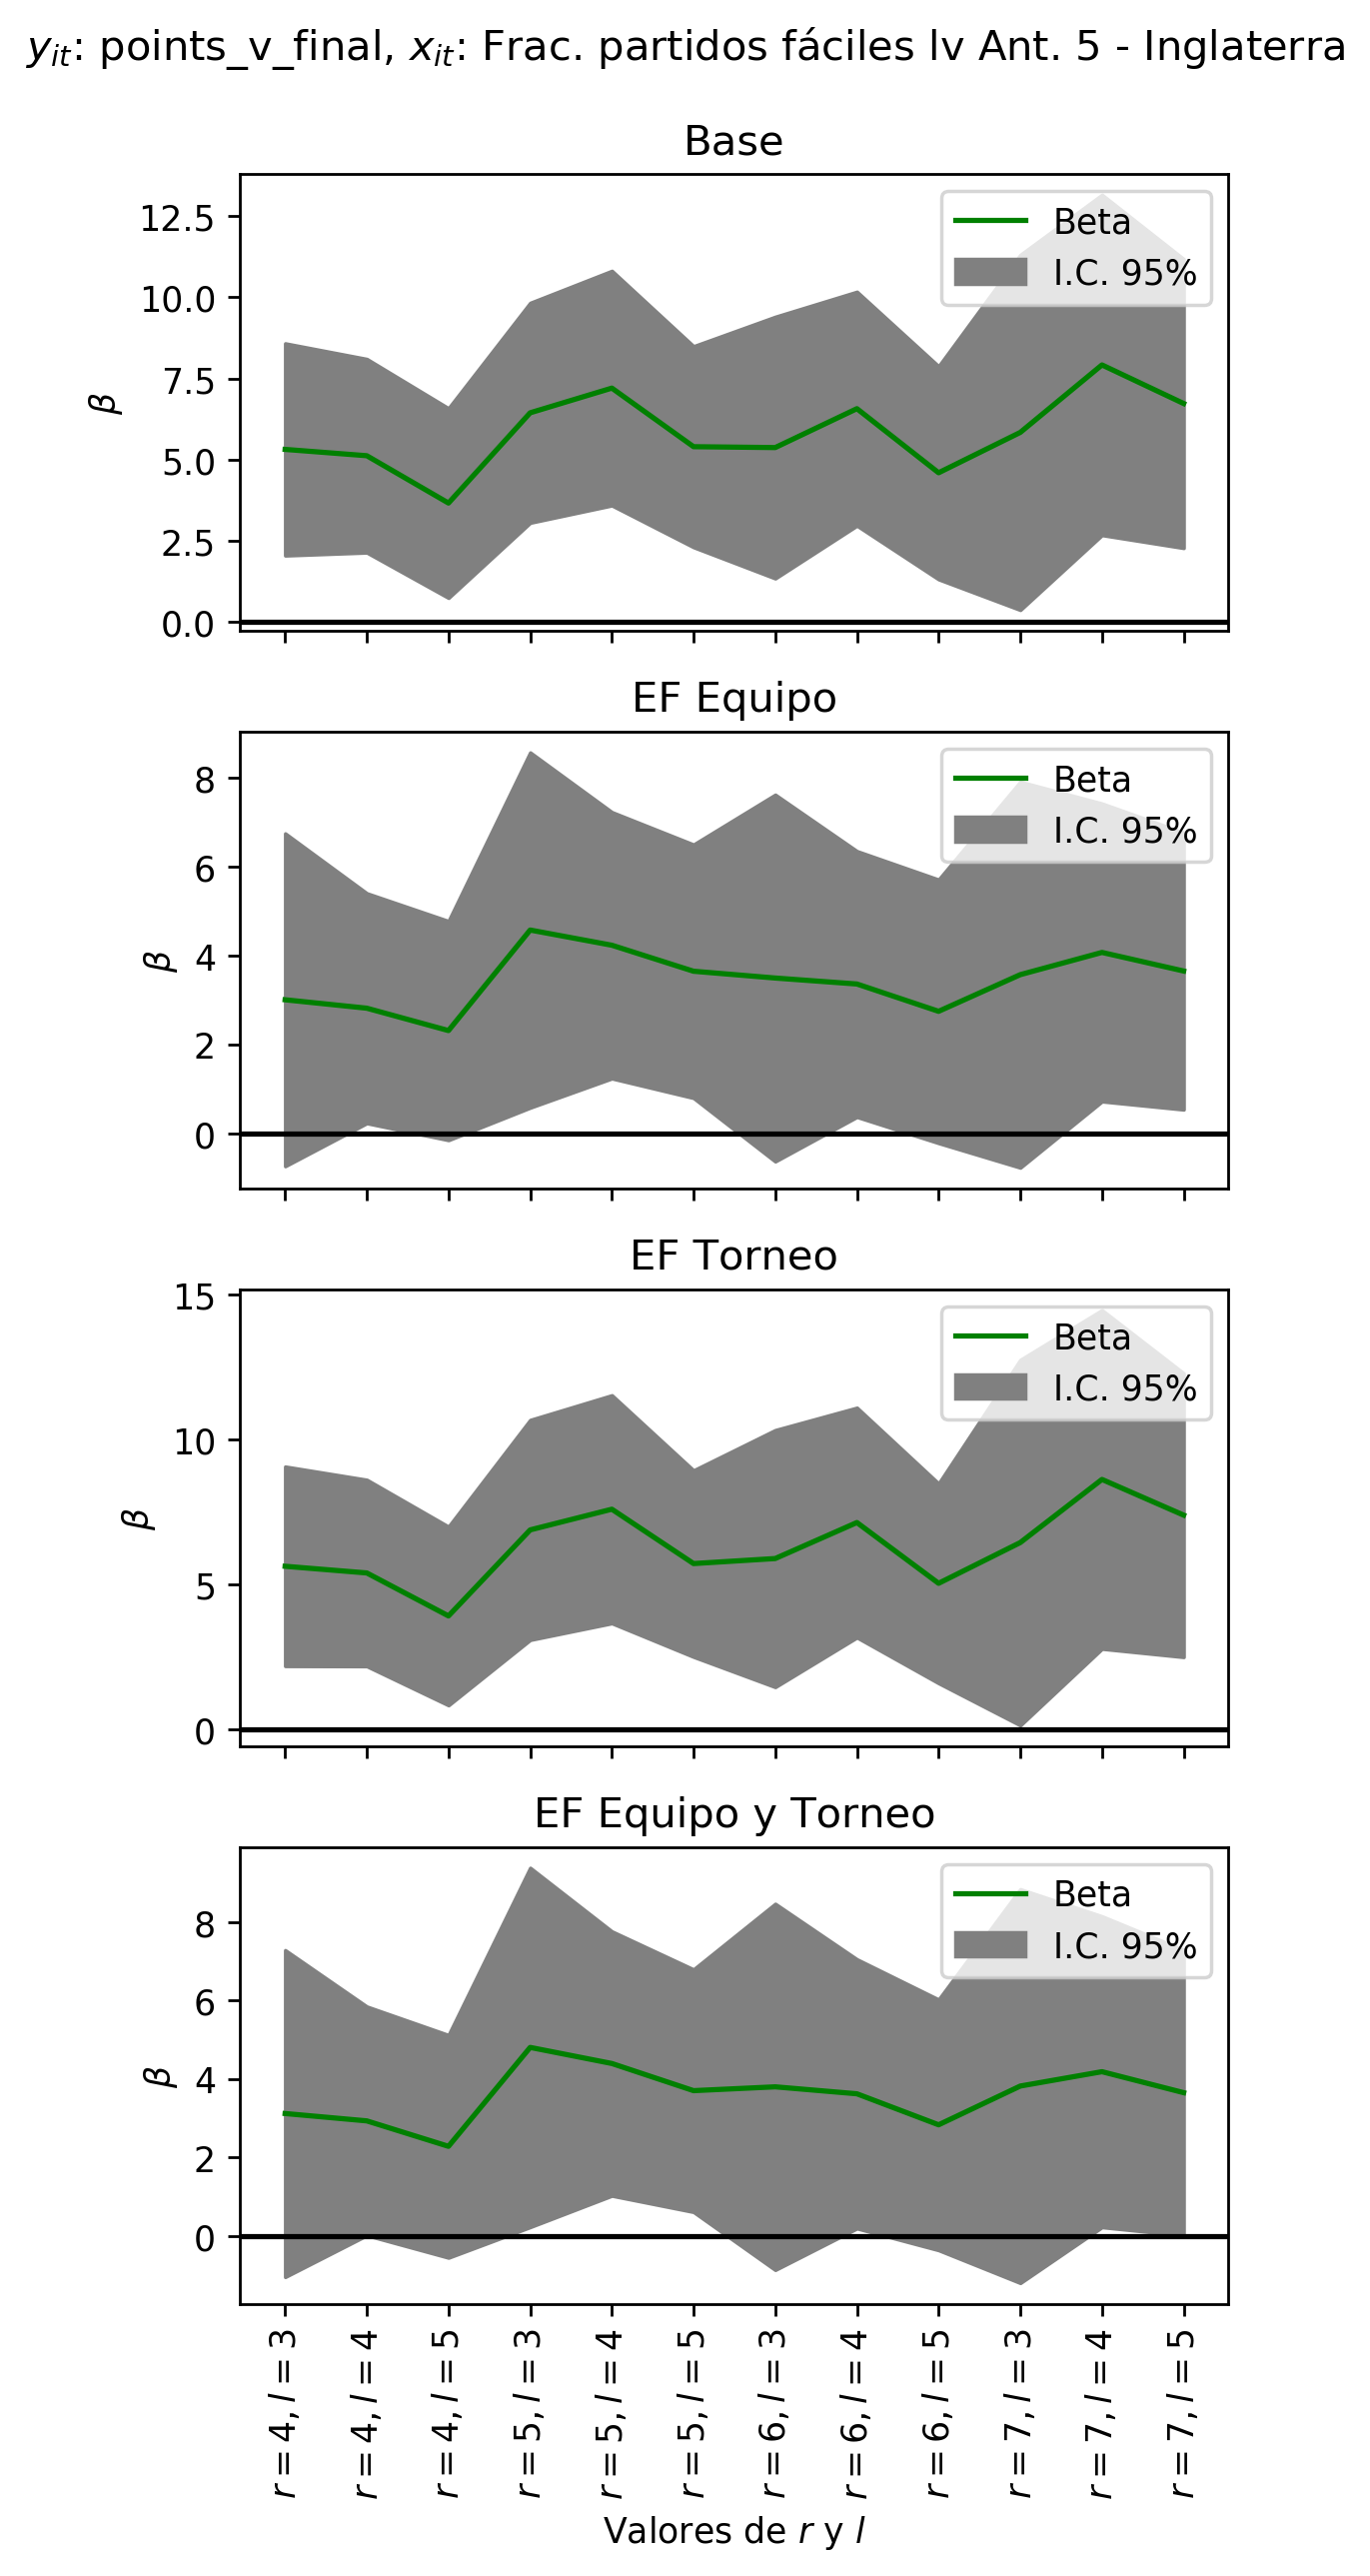 y_it: points_v_final, x_it: Frac. partidos fáciles lv Ant. 5 - Inglaterra
Base
12.5
10.0
7.5
5.0
2.5
0.0
β
Beta
I.C. 95%
EF Equipo
8
6
4
2
0
β
Beta
I.C. 95%
EF Torneo
15
10
5
0
β
Beta
I.C. 95%
EF Equipo y Torneo
8
6
4
2
0
β
Beta
I.C. 95%
r = 4, l = 3
r = 4, l = 4
r = 4, l = 5
r = 5, l = 3
r = 5, l = 4
r = 5, l = 5
r = 6, l = 3
r = 6, l = 4
r = 6, l = 5
r = 7, l = 3
r = 7, l = 4
r = 7, l = 5
Valores de r y l